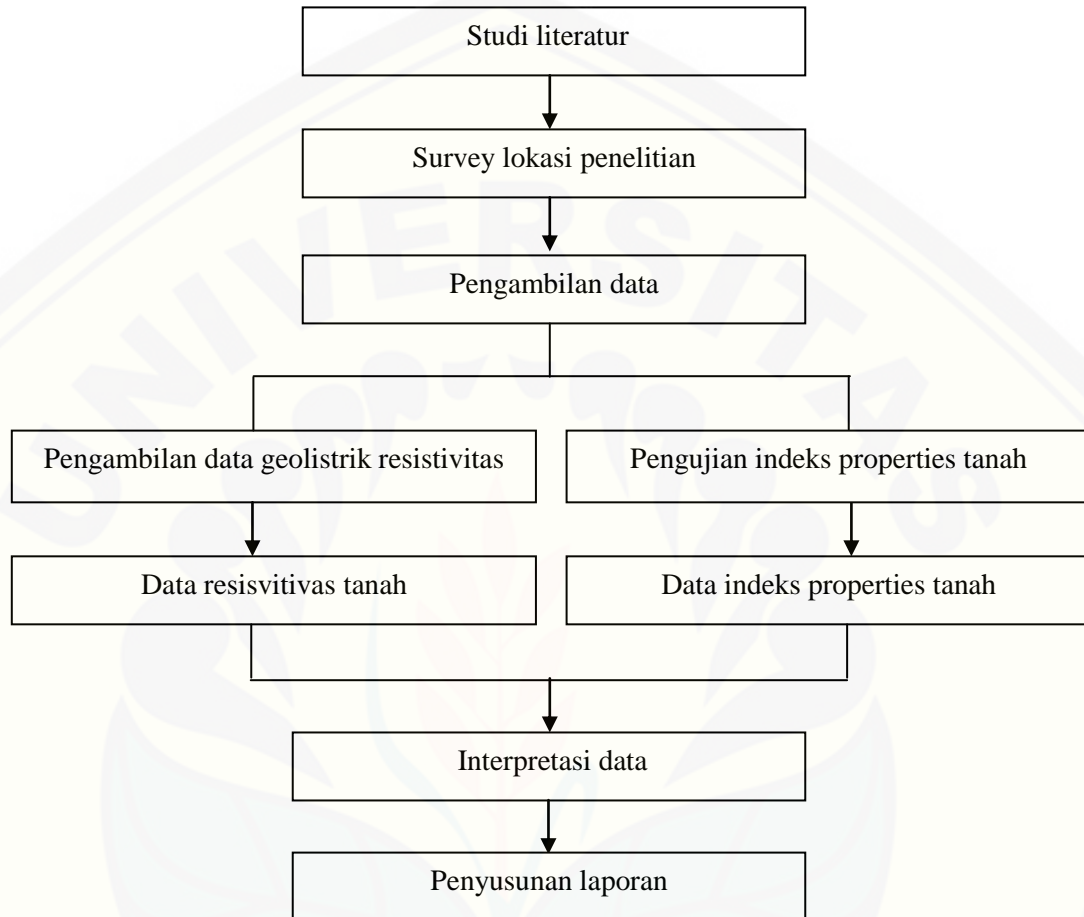 Studi literatur
Survey lokasi penelitian
Pengambilan data
Pengambilan data geolistrik resistivitas
Pengujian indeks properties tanah
Data resisvitivas tanah
Data indeks properties tanah
Interpretasi data
Penyusunan laporan
UNIVERSITAS